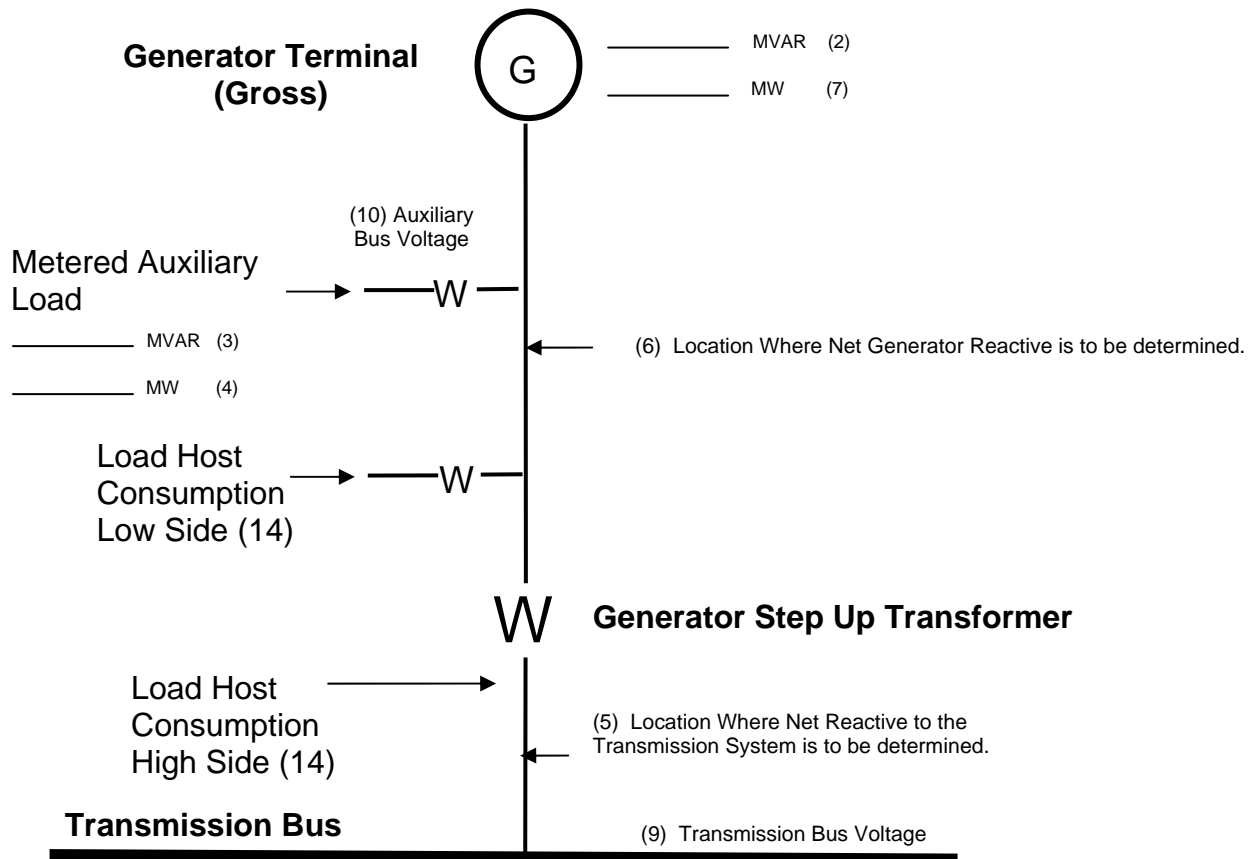 Generator Terminal
(Gross)
G
MVAR (2)
MW (7)
(10) Auxiliary
Bus Voltage
Metered Auxiliary
Load
W
MVAR (3)
MW (4)
(6) Location Where Net Generator Reactive is to be determined.
Load Host
Consumption
Low Side (14)
W
W
Generator Step Up Transformer
Load Host
Consumption
High Side (14)
(5) Location Where Net Reactive to the
Transmission System is to be determined.
Transmission Bus
(9) Transmission Bus Voltage